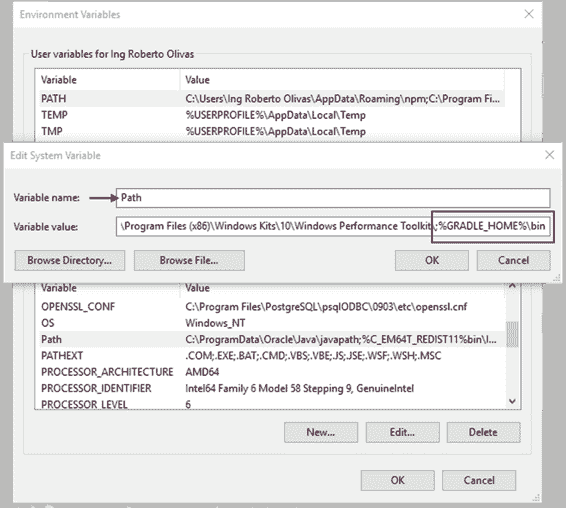 Environment Variables
User variables for Ing Roberto Olivas
Variable Value
PATH C:\Users\Ing Roberto Olivas\AppData\Roaming\npm;C:\Program Fi...
TEMP %USERPROFILE%\AppData\Local\Temp
TMP %USERPROFILE%\AppData\Local\Temp
Edit System Variable
Variable name: Path
Variable value: \Program Files (x86)\Windows Kits\10\Windows Performance Toolkit\;%GRADLE_HOME%\bin
Browse Directory... Browse File... OK Cancel
Variable Value
OPENSSL_CONF C:\Program Files\PostgreSQL\psqlODBC\0903\etc\openssl.cnf
OS Windows_NT
Path C:\ProgramData\Oracle\Java\javapath;%C_EM64T_REDIST11%bin\I...
PATHEXT .COM;.EXE;.BAT;.CMD;.VBS;.VBE;.JS;.JSE;.WSF;.WSH;.MSC
PROCESSOR_ARCHITECTURE AMD64
PROCESSOR_IDENTIFIER Intel64 Family 6 Model 58 Stepping 9, GenuineIntel
PROCESSOR_LEVEL 6
New... Edit... Delete
OK Cancel